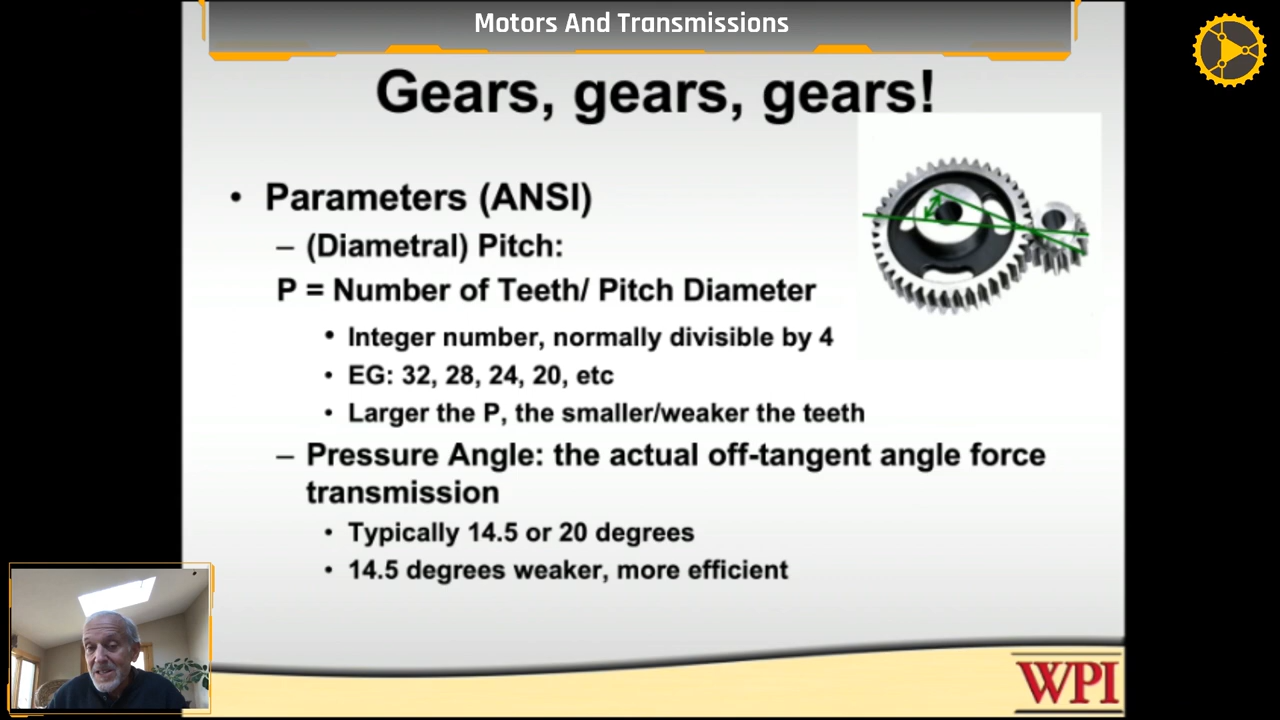 Motors And Transmissions
Gears, gears, gears!
• Parameters (ANSI)
– (Diametral) Pitch:
P = Number of Teeth/ Pitch Diameter
• Integer number, normally divisible by 4
• EG: 32, 28, 24, 20, etc
• Larger the P, the smaller/weaker the teeth
– Pressure Angle: the actual off-tangent angle force
transmission
• Typically 14.5 or 20 degrees
• 14.5 degrees weaker, more efficient
WPI